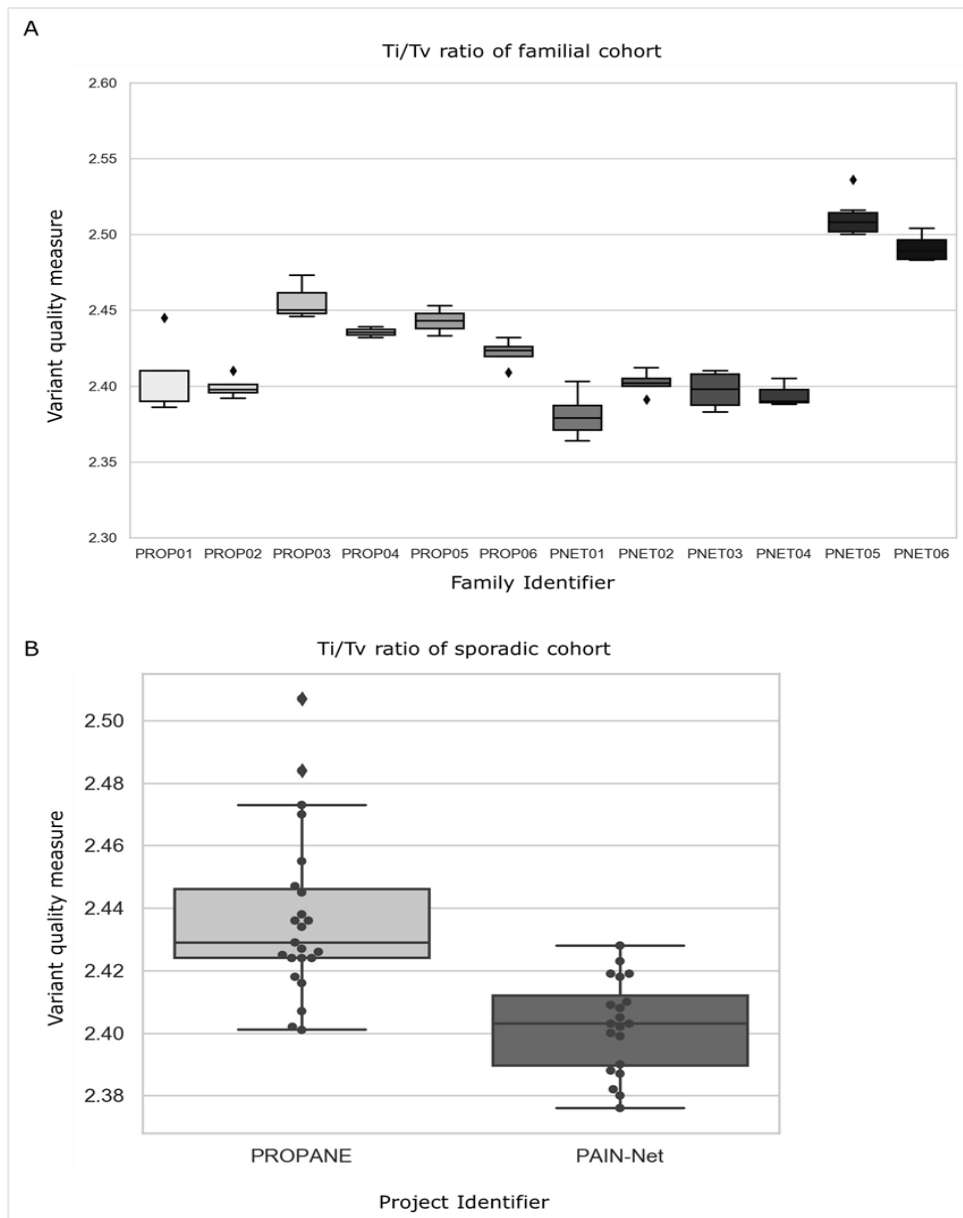 A
Ti/Tv ratio of familial cohort
2.60
2.55
2.50
2.45
2.40
2.35
2.30
Variant quality measure
PROP01 PROP02 PROP03 PROP04 PROP05 PROP06 PNET01 PNET02 PNET03 PNET04 PNET05 PNET06
Family Identifier
B
Ti/Tv ratio of sporadic cohort
2.50
2.48
2.46
2.44
2.42
2.40
2.38
Variant quality measure
PROPANE PAIN-Net
Project Identifier